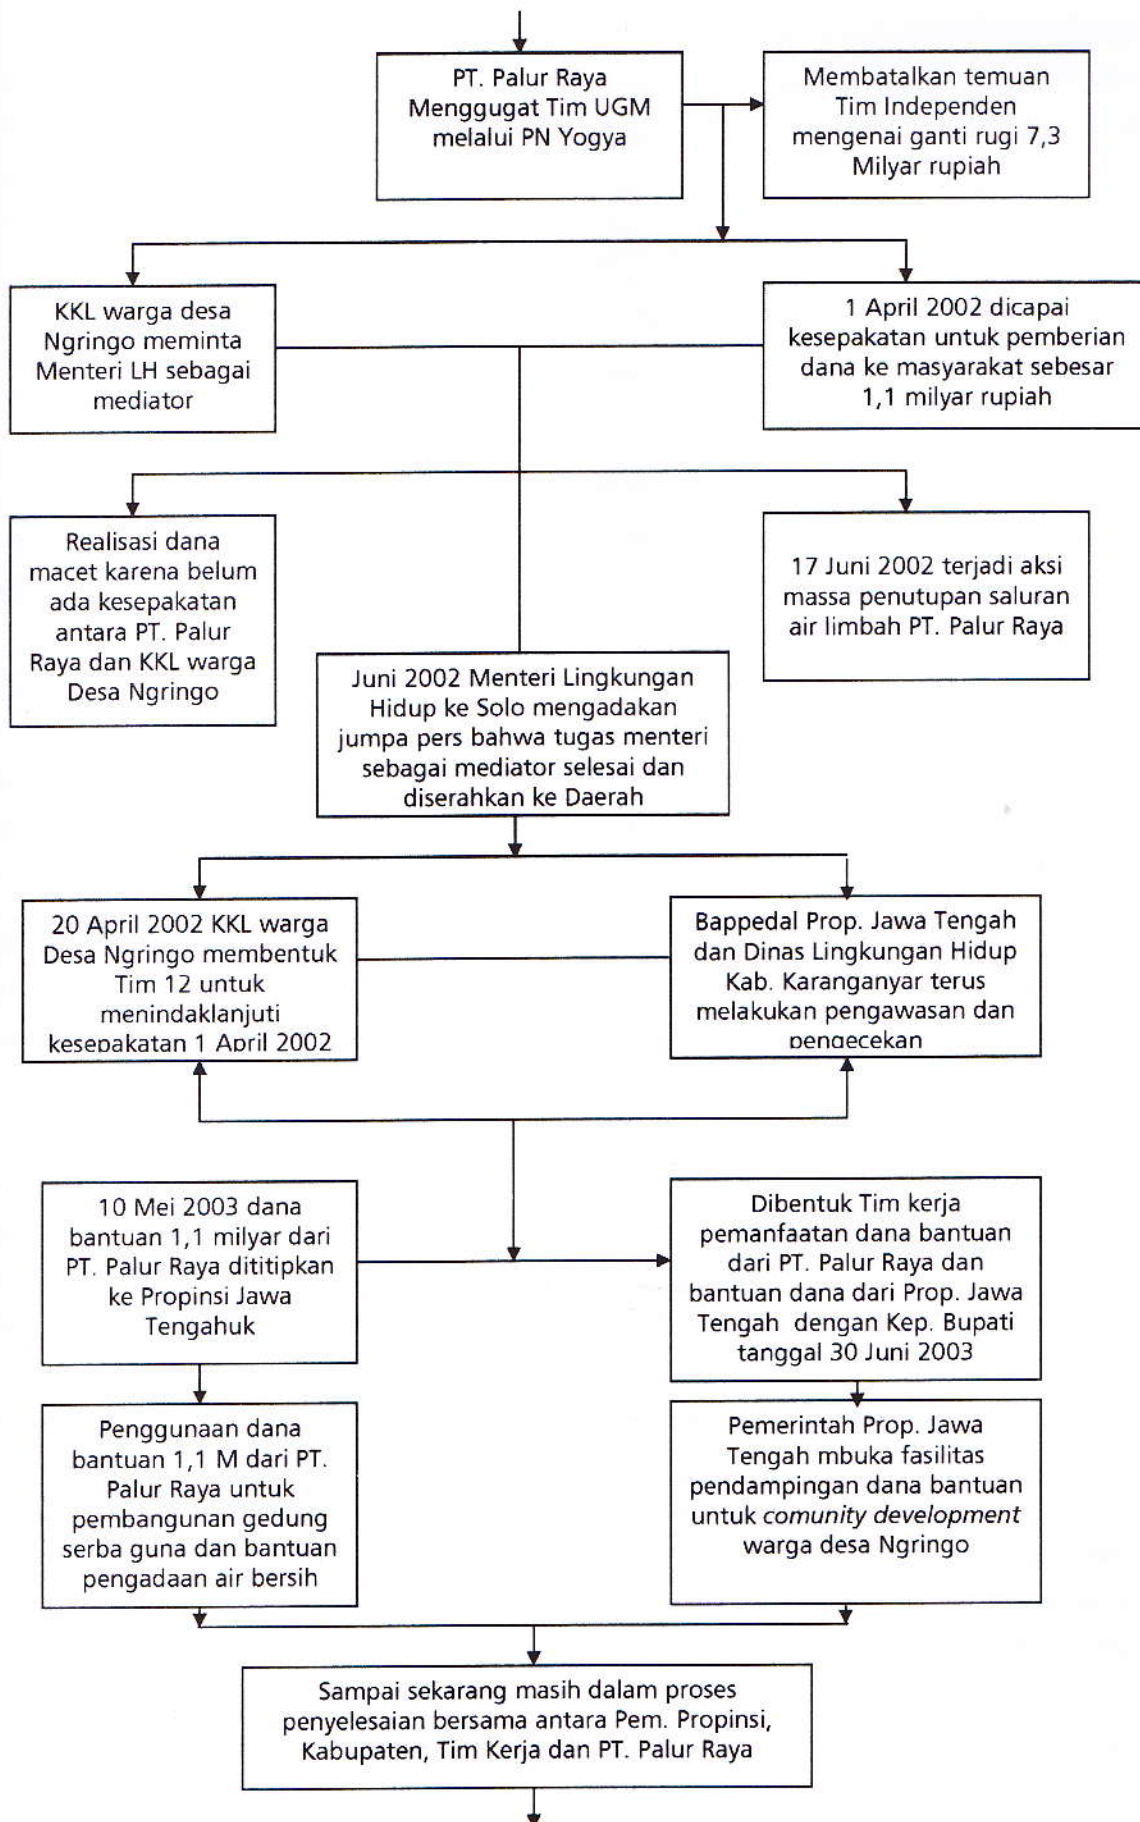 PT. Palur Raya
Menggugat Tim UGM
melalui PN Yogya
Membatalkan temuan
Tim Independen
mengenai ganti rugi 7,3
Milyar rupiah
KKL warga desa
Ngringo meminta
Menteri LH sebagai
mediator
1 April 2002 dicapai
kesepakatan untuk pemberian
dana ke masyarakat sebesar
1,1 milyar rupiah
Realisasi dana
macet karena belum
ada kesepakatan
antara PT. Palur
Raya dan KKL warga
Desa Ngringo
17 Juni 2002 terjadi aksi
massa penutupan saluran
air limbah PT. Palur Raya
Juni 2002 Menteri Lingkungan
Hidup ke Solo mengadakan
jumpa pers bahwa tugas menteri
sebagai mediator selesai dan
diserahkan ke Daerah
20 April 2002 KKL warga
Desa Ngringo membentuk
Tim 12 untuk
menindaklanjuti
kesepakatan 1 April 2002
Bappedal Prop. Jawa Tengah
dan Dinas Lingkungan Hidup
Kab. Karanganyar terus
melakukan pengawasan dan
pengecekan
10 Mei 2003 dana
bantuan 1,1 milyar dari
PT. Palur Raya dititipkan
ke Propinsi Jawa
Tengahuk
Dibentuk Tim kerja
pemanfaatan dana bantuan
dari PT. Palur Raya dan
bantuan dana dari Prop. Jawa
Tengah dengan Kep. Bupati
tanggal 30 Juni 2003
Penggunaan dana
bantuan 1,1 M dari PT.
Palur Raya untuk
pembangunan gedung
serba guna dan bantuan
pengadaan air bersih
Pemerintah Prop. Jawa
Tengah mbuka fasilitas
pendampingan dana bantuan
untuk comunity development
warga desa Ngringo
Sampai sekarang masih dalam proses
penyelesaian bersama antara Pem. Propinsi,
Kabupaten, Tim Kerja dan PT. Palur Raya